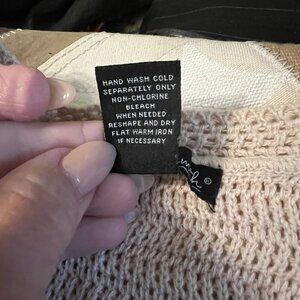 HAND WASH COLD
SEPARATELY ONLY
NON-CHLORINE
BLEACH
WHEN NEEDED
RESHAPE AND DRY
FLAT WARM IRON
IF NECESSARY
®